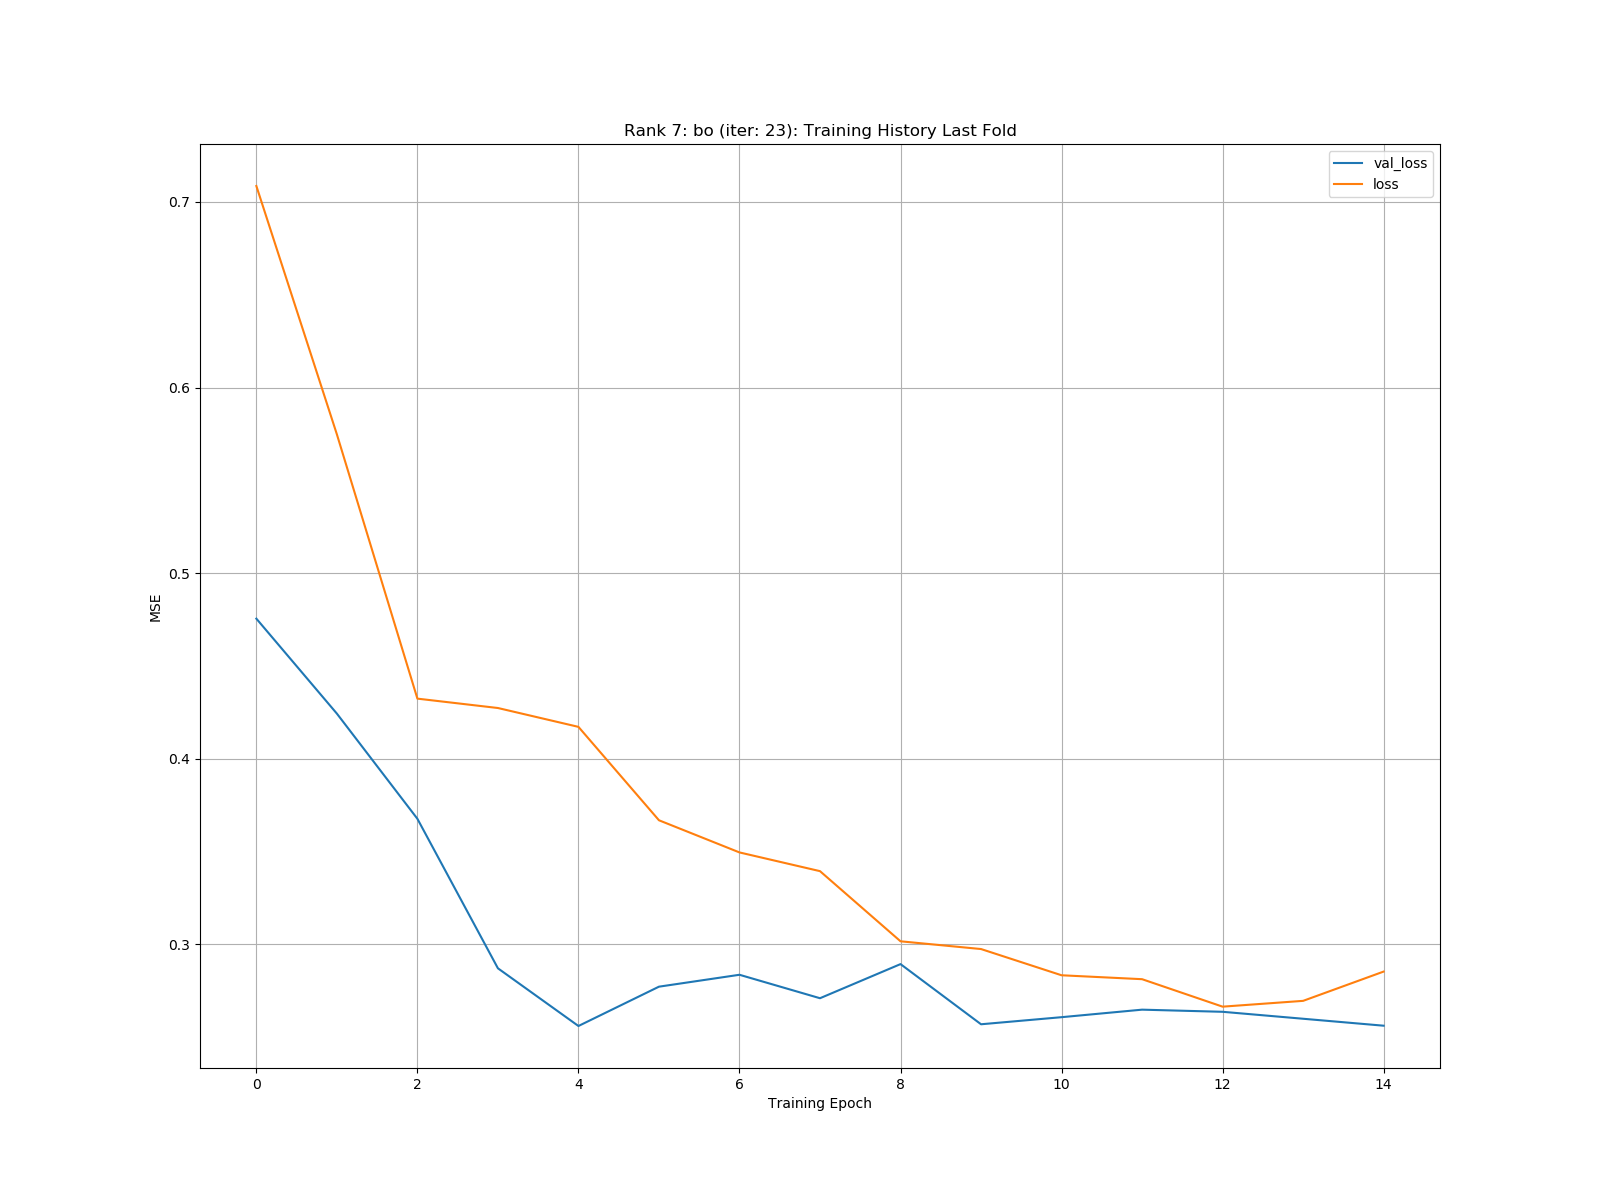 Rank 7: bo (iter: 23): Training History Last Fold
val_loss
loss
0.7
0.6
0.5
0.4
0.3
MSE
0 2 4 6 8 10 12 14
Training Epoch